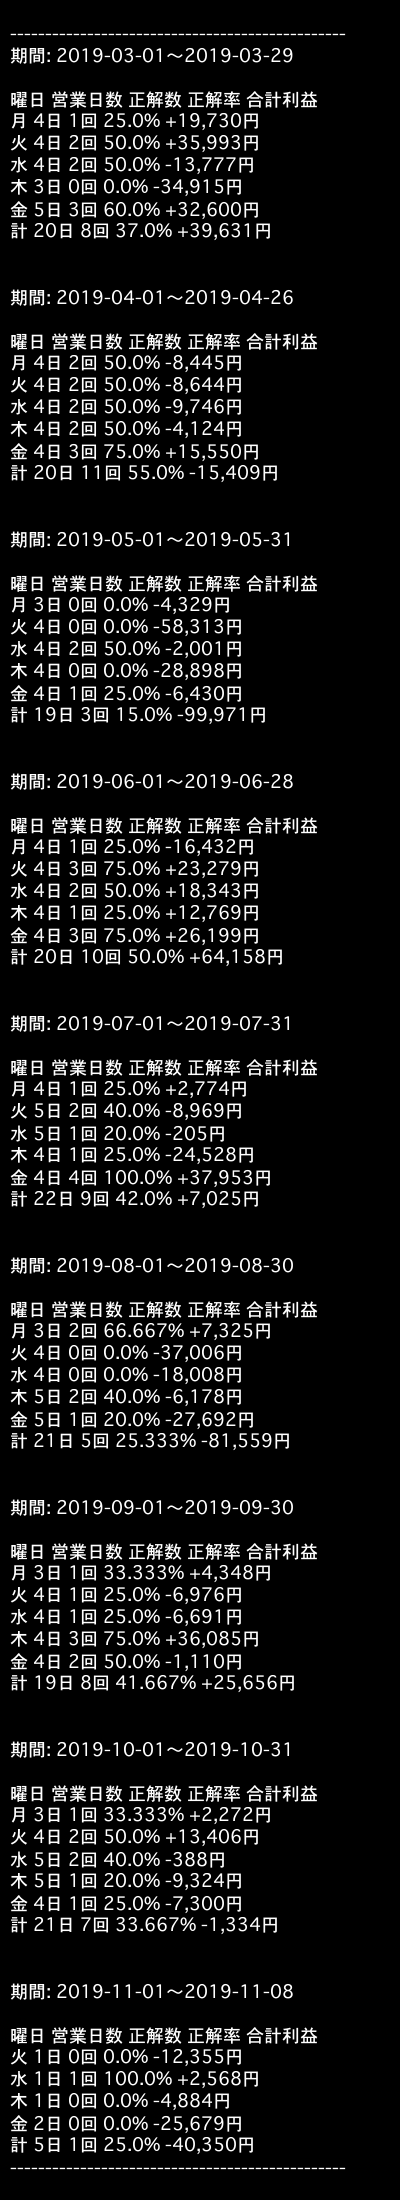 ------------------------------------------------
期間: 2019-03-01〜2019-03-29
曜日 営業日数 正解数 正解率 合計利益
月 4日 1回 25.0% +19,730円
火 4日 2回 50.0% +35,993円
水 4日 2回 50.0% -13,777円
木 3日 0回 0.0% -34,915円
金 5日 3回 60.0% +32,600円
計 20日 8回 37.0% +39,631円
期間: 2019-04-01〜2019-04-26
曜日 営業日数 正解数 正解率 合計利益
月 4日 2回 50.0% -8,445円
火 4日 2回 50.0% -8,644円
水 4日 2回 50.0% -9,746円
木 4日 2回 50.0% -4,124円
金 4日 3回 75.0% +15,550円
計 20日 11回 55.0% -15,409円
期間: 2019-05-01〜2019-05-31
曜日 営業日数 正解数 正解率 合計利益
月 3日 0回 0.0% -4,329円
火 4日 0回 0.0% -58,313円
水 4日 2回 50.0% -2,001円
木 4日 0回 0.0% -28,898円
金 4日 1回 25.0% -6,430円
計 19日 3回 15.0% -99,971円
期間: 2019-06-01〜2019-06-28
曜日 営業日数 正解数 正解率 合計利益
月 4日 1回 25.0% -16,432円
火 4日 3回 75.0% +23,279円
水 4日 2回 50.0% +18,343円
木 4日 1回 25.0% +12,769円
金 4日 3回 75.0% +26,199円
計 20日 10回 50.0% +64,158円
期間: 2019-07-01〜2019-07-31
曜日 営業日数 正解数 正解率 合計利益
月 4日 1回 25.0% +2,774円
火 5日 2回 40.0% -8,969円
水 5日 1回 20.0% -205円
木 4日 1回 25.0% -24,528円
金 4日 4回 100.0% +37,953円
計 22日 9回 42.0% +7,025円
期間: 2019-08-01〜2019-08-30
曜日 営業日数 正解数 正解率 合計利益
月 3日 2回 66.667% +7,325円
火 4日 0回 0.0% -37,006円
水 4日 0回 0.0% -18,008円
木 5日 2回 40.0% -6,178円
金 5日 1回 20.0% -27,692円
計 21日 5回 25.333% -81,559円
期間: 2019-09-01〜2019-09-30
曜日 営業日数 正解数 正解率 合計利益
月 3日 1回 33.333% +4,348円
火 4日 1回 25.0% -6,976円
水 4日 1回 25.0% -6,691円
木 4日 3回 75.0% +36,085円
金 4日 2回 50.0% -1,110円
計 19日 8回 41.667% +25,656円
期間: 2019-10-01〜2019-10-31
曜日 営業日数 正解数 正解率 合計利益
月 3日 1回 33.333% +2,272円
火 4日 2回 50.0% +13,406円
水 5日 2回 40.0% -388円
木 5日 1回 20.0% -9,324円
金 4日 1回 25.0% -7,300円
計 21日 7回 33.667% -1,334円
期間: 2019-11-01〜2019-11-08
曜日 営業日数 正解数 正解率 合計利益
火 1日 0回 0.0% -12,355円
水 1日 1回 100.0% +2,568円
木 1日 0回 0.0% -4,884円
金 2日 0回 0.0% -25,679円
計 5日 1回 25.0% -40,350円
------------------------------------------------